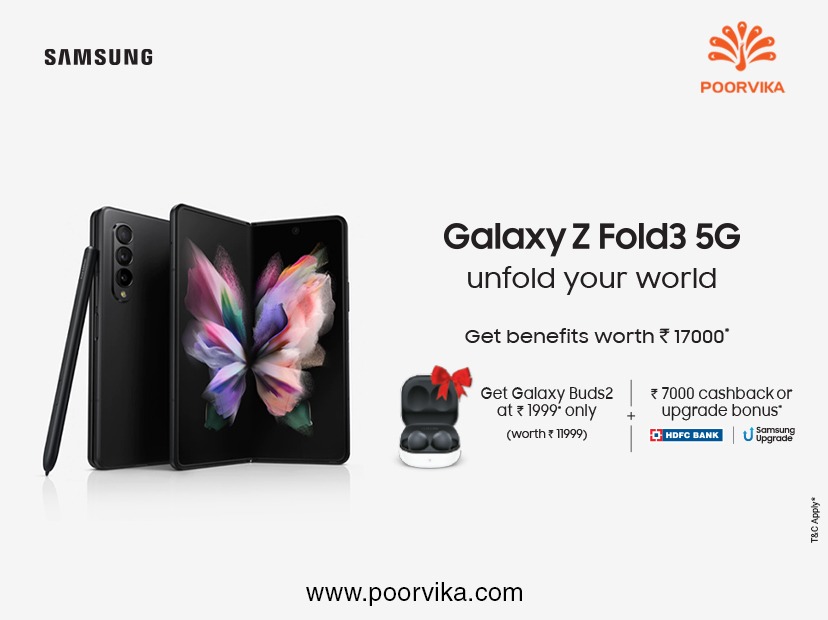 SAMSUNG
POORVIKA
Galaxy Z Fold3 5G
unfold your world
Get benefits worth ₹ 17000*
Get Galaxy Buds2
at ₹ 1999* only
(worth ₹ 11999)
+
₹ 7000 cashback or
upgrade bonus*
HDFC BANK
Samsung
Upgrade
T&C Apply*
www.poorvika.com